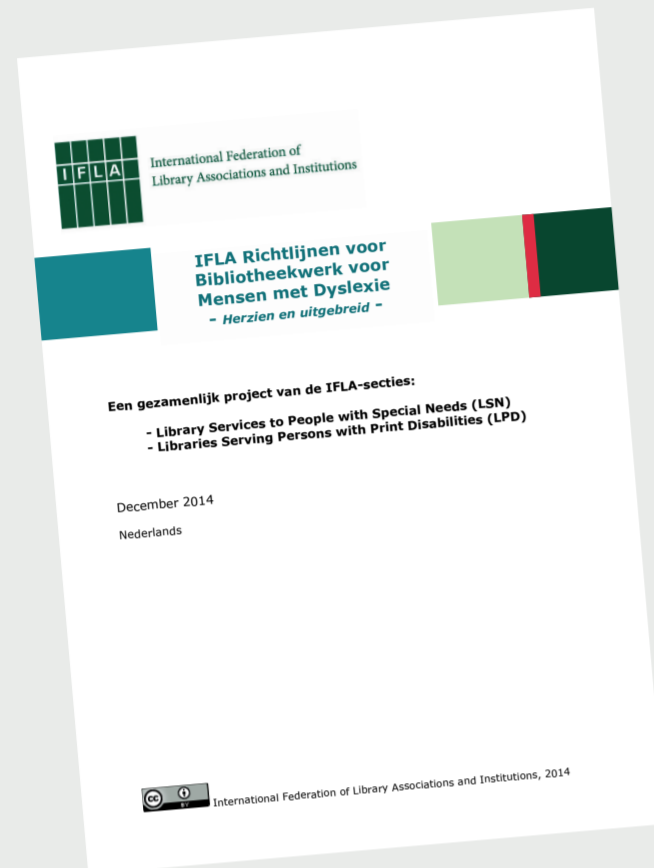 IFLA
International Federation of
Library Associations and Institutions
IFLA Richtlijnen voor
Bibliotheekwerk voor
Mensen met Dyslexie
- Herzien en uitgebreid -
Een gezamenlijk project van de IFLA-secties:
- Library Services to People with Special Needs (LSN)
- Libraries Serving Persons with Print Disabilities (LPD)
December 2014
Nederlands
cc BY International Federation of Library Associations and Institutions, 2014